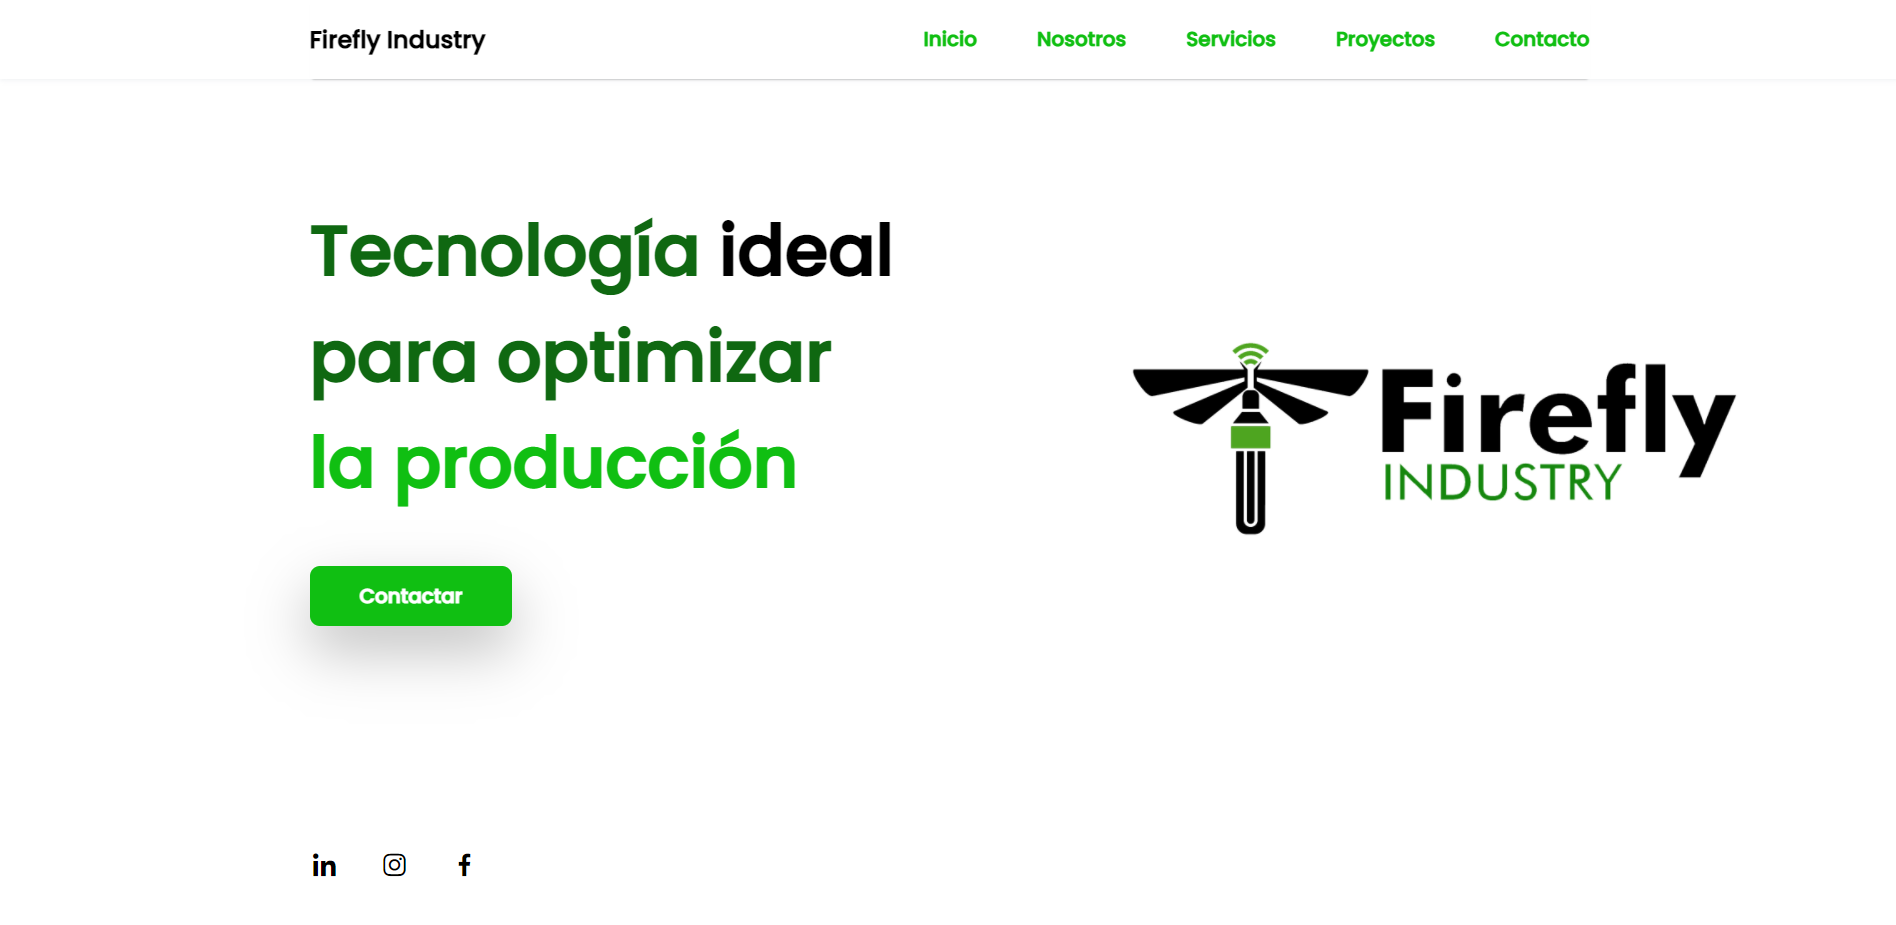 Firefly Industry
Inicio
Nosotros
Servicios
Proyectos
Contacto
Tecnología ideal
para optimizar
la producción
Firefly
INDUSTRY
Contactar